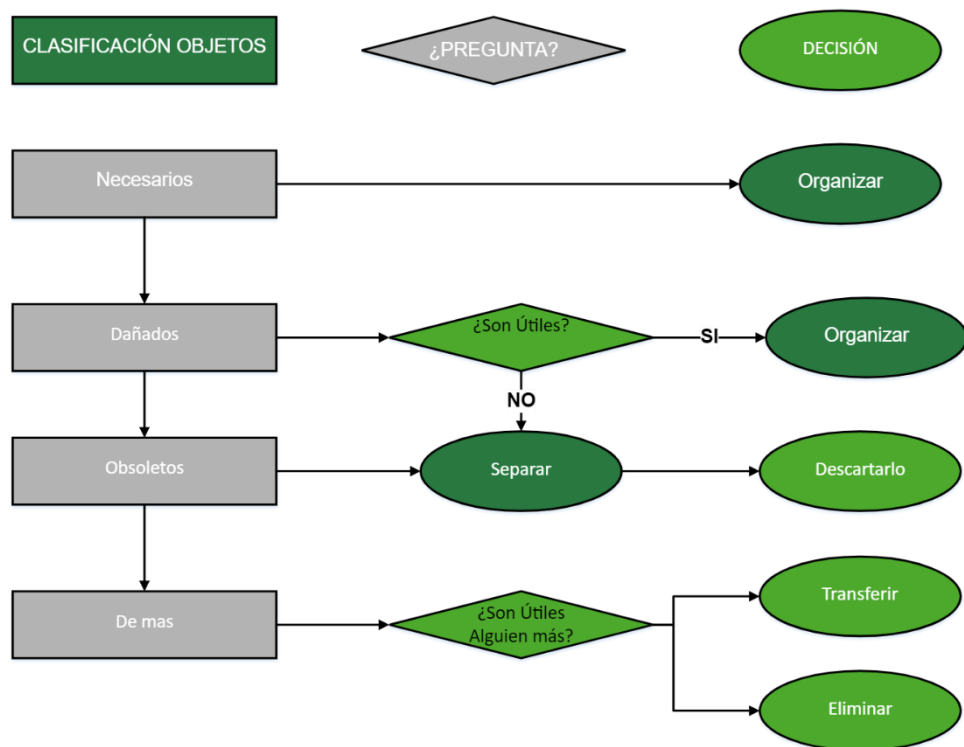 CLASIFICACIÓN OBJETOS
¿PREGUNTA?
DECISIÓN
Necesarios
Organizar
Dañados
¿Son Útiles?
SI
Organizar
NO
Obsoletos
Separar
Descartarlo
De mas
¿Son Útiles
Alguien más?
Transferir
Eliminar